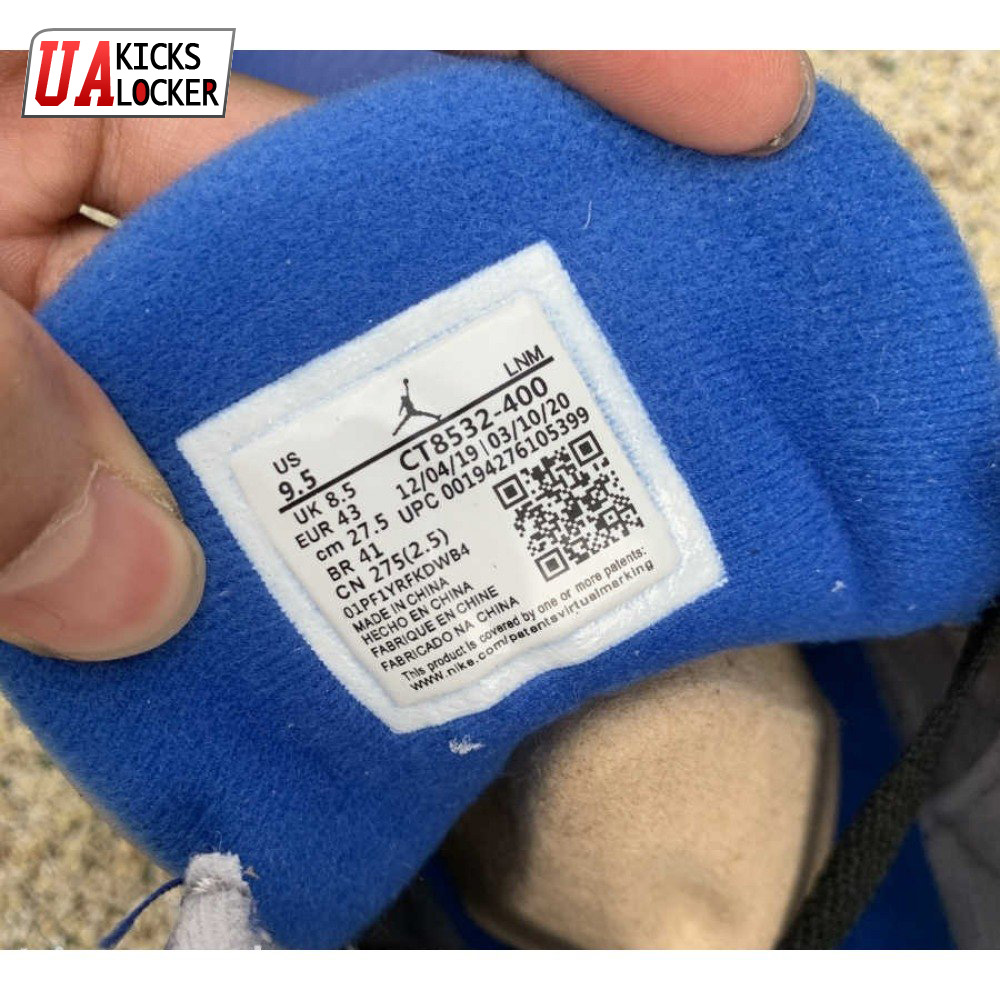 UA KICKS
LOCKER
LNM
US
9.5
CT8532-400
UK 8.5
12/04/19|03/10/20
EUR 43
UPC 00194276105399
cm 27.5
BR 41
CN 275(2.5)
01PF1YRFKDWB4
MADE IN CHINA
HECHO EN CHINA
FABRIQUE EN CHINE
FABRICADO NA CHINA
This product is covered by one or more patents:
www.nike.com/patentsvirtualmarking